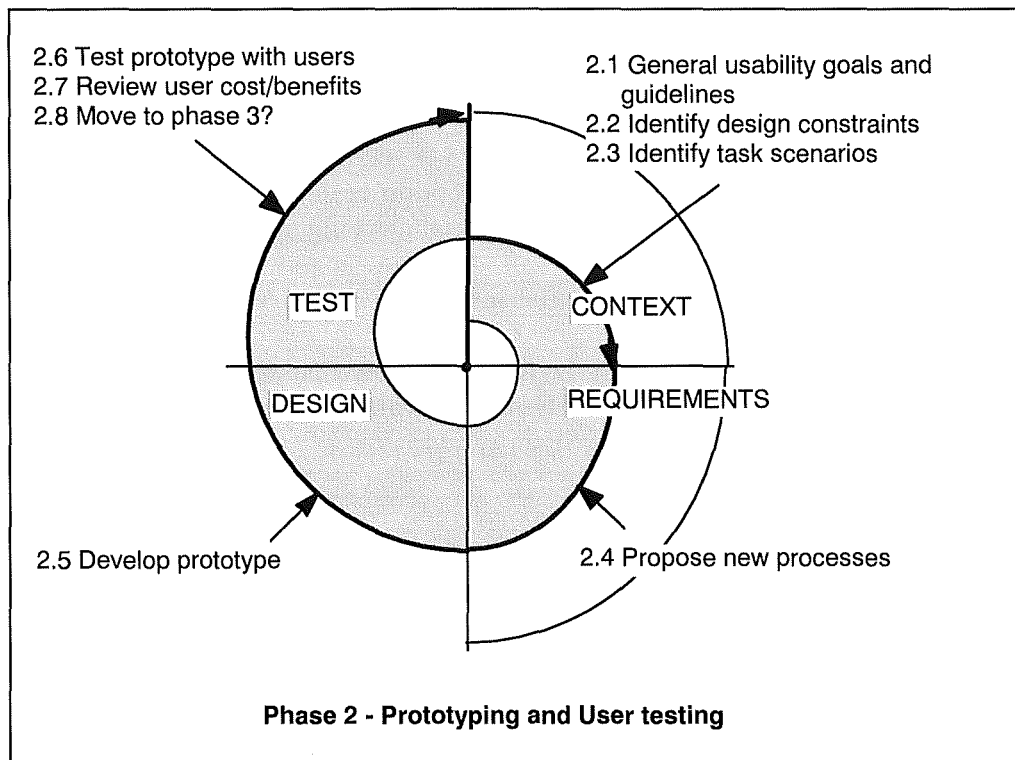 2.6 Test prototype with users
2.7 Review user cost/benefits
2.8 Move to phase 3?
2.1 General usability goals and
guidelines
2.2 Identify design constraints
2.3 Identify task scenarios
TEST
CONTEXT
DESIGN
REQUIREMENTS
2.5 Develop prototype
2.4 Propose new processes
Phase 2 - Prototyping and User testing